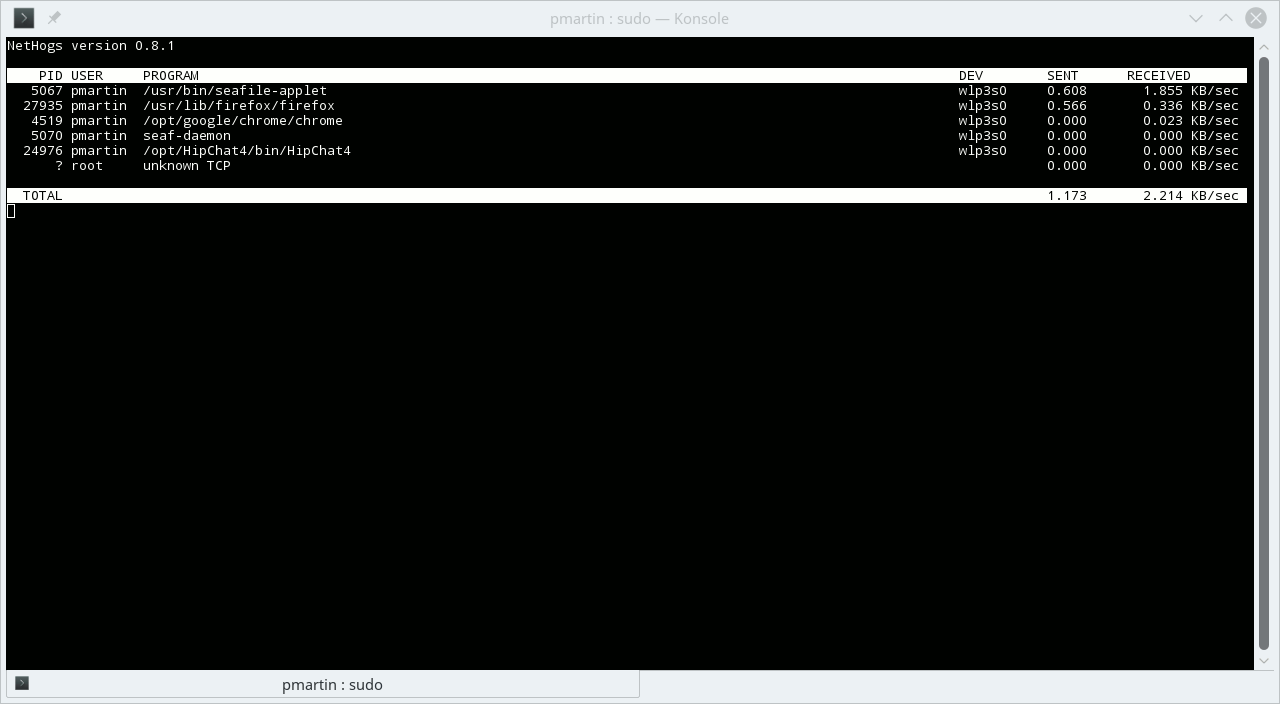 pmartin : sudo — Konsole
NetHogs version 0.8.1
PID USER PROGRAM DEV SENT RECEIVED
5067 pmartin /usr/bin/seafile-applet wlp3s0 0.608 1.855 KB/sec
27935 pmartin /usr/lib/firefox/firefox wlp3s0 0.566 0.336 KB/sec
4519 pmartin /opt/google/chrome/chrome wlp3s0 0.000 0.023 KB/sec
5070 pmartin seaf-daemon wlp3s0 0.000 0.000 KB/sec
24976 pmartin /opt/HipChat4/bin/HipChat4 wlp3s0 0.000 0.000 KB/sec
? root unknown TCP 0.000 0.000 KB/sec
TOTAL 1.173 2.214 KB/sec
pmartin : sudo